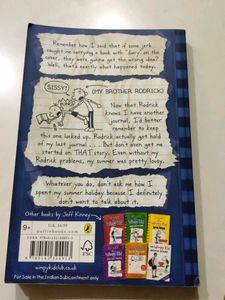 Remember how I said that if some jerk
caught me carrying a book with "diary" on
the cover, they were gonna get the wrong idea?
Well, that's exactly what happened today.
SISSY!
(MY BROTHER RODRICK)
Now that Rodrick
knows I have another
journal, I'd better
remember to keep
this one locked up. Rodrick actually got hold
of my last journal .... But don't even get me
started on THAT story. Even without my
Rodrick problems, my summer was pretty lousy.
Whatever you do, don't ask me how I
spent my summer holiday because I definitely
don't want to talk about it.
Other books by Jeff Kinney
9+
puffinbooks.com
FSC
wimpykidclub.co.uk
For Sale in the Indian Subcontinent only